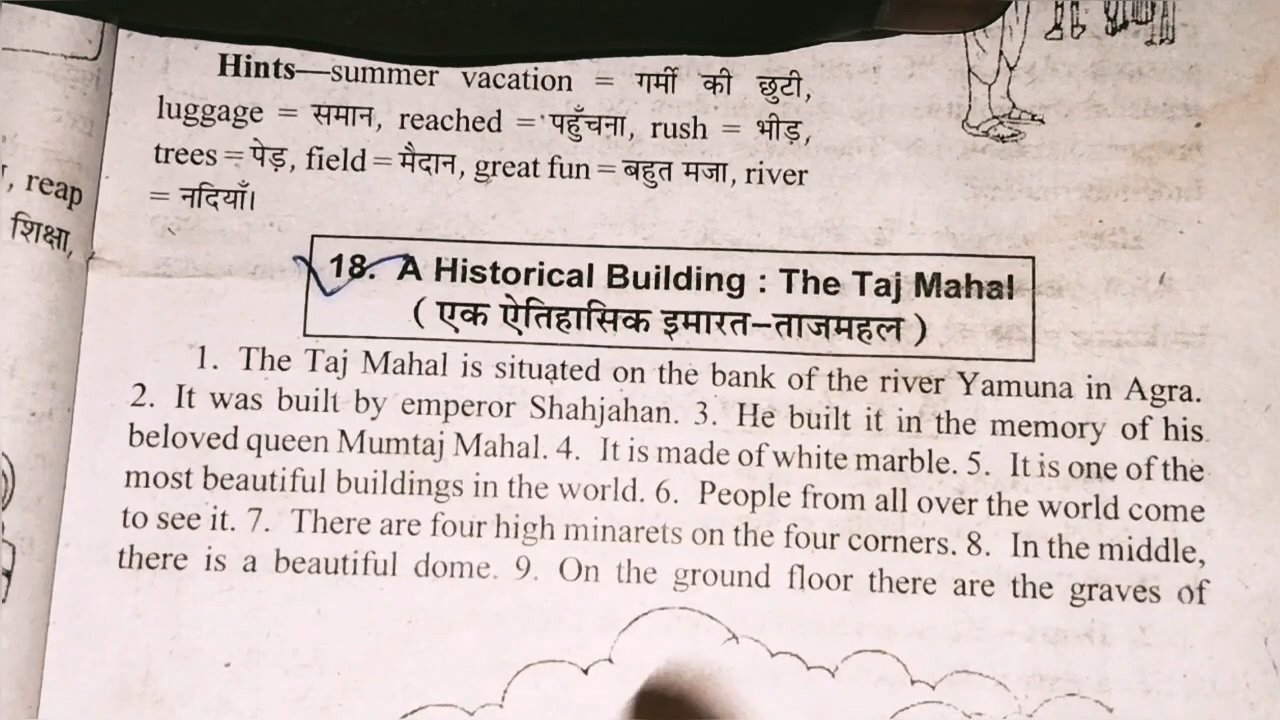 Hints—summer vacation = गर्मी की छुटी,
luggage = समान, reached = पहुँचना, rush = भीड़,
trees = पेड़, field = मैदान, great fun = बहुत मजा, river
= नदियाँ।
, reap
शिक्षा,
18. A Historical Building : The Taj Mahal
( एक ऐतिहासिक इमारत–ताजमहल )
1. The Taj Mahal is situated on the bank of the river Yamuna in Agra.
2. It was built by emperor Shahjahan. 3. He built it in the memory of his
beloved queen Mumtaj Mahal. 4. It is made of white marble. 5. It is one of the
most beautiful buildings in the world. 6. People from all over the world come
to see it. 7. There are four high minarets on the four corners. 8. In the middle,
there is a beautiful dome. 9. On the ground floor there are the graves of